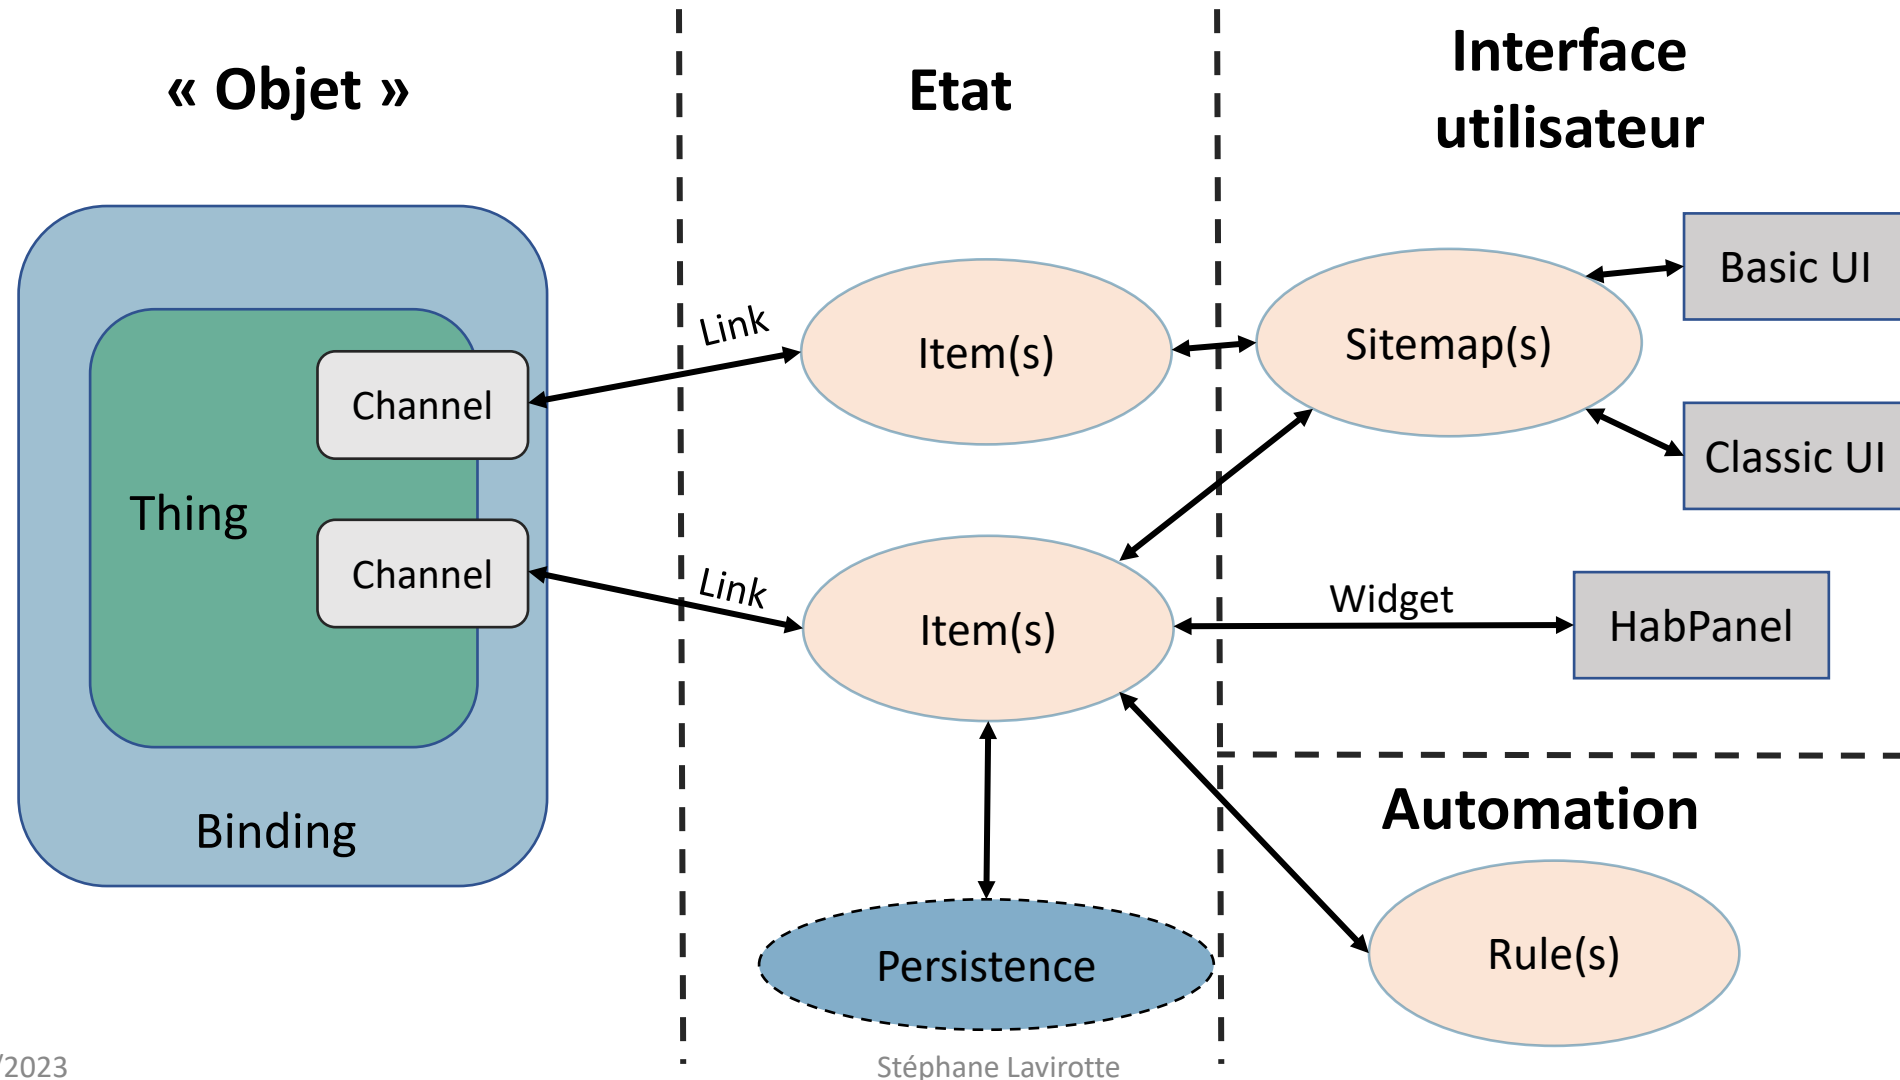 « Objet »
Etat
Interface
utilisateur
Basic UI
Link
Item(s)
Sitemap(s)
Channel
Classic UI
Thing
Channel
Link
Item(s)
Widget
HabPanel
Binding
Automation
Persistence
Rule(s)
/2023
Stéphane Lavirotte